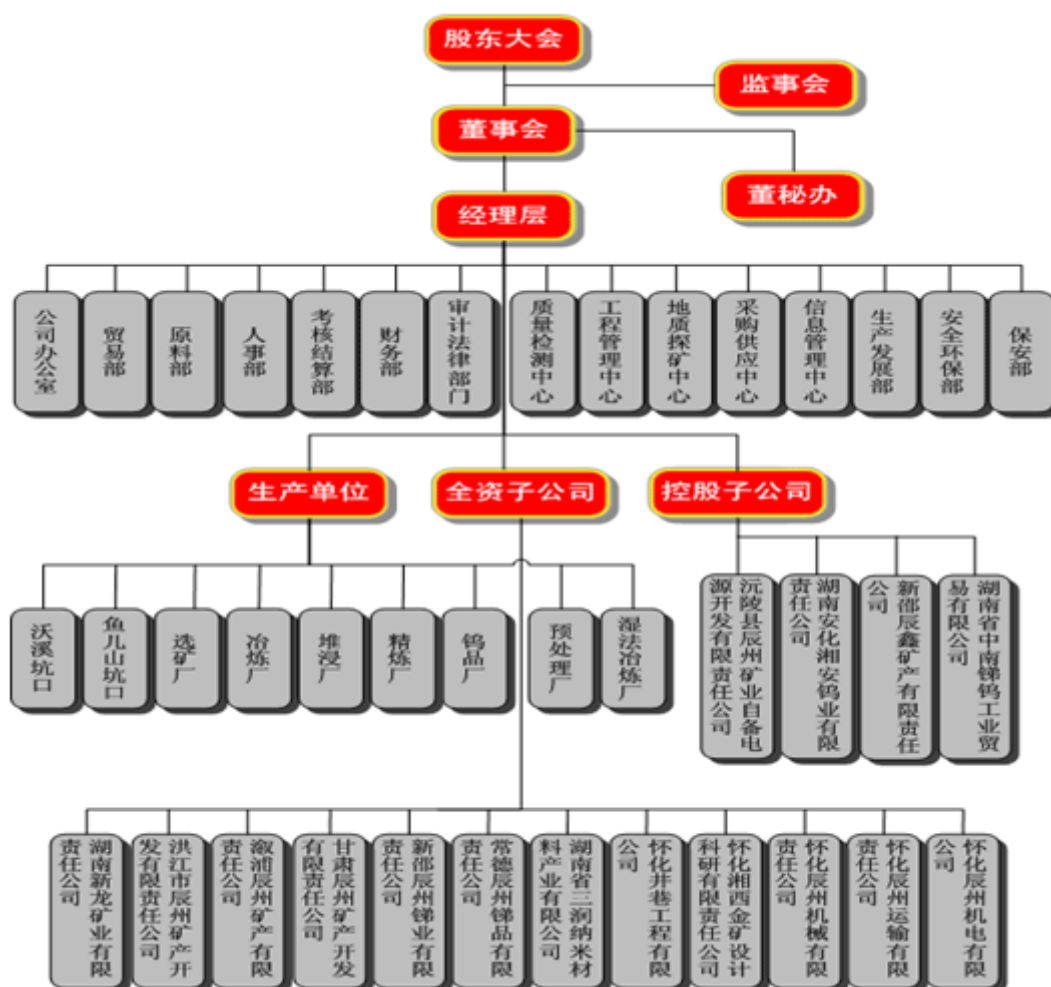 股东大会
监事会
董事会
董秘办
经理层
公司办公室
贸易部
原料部
人事部
考核结算部
财务部
审计法律部门
质量检测中心
工程管理中心
地质探矿中心
采购供应中心
信息管理中心
生产发展部
安全环保部
保安部
生产单位
全资子公司
控股子公司
沃溪坑口
鱼儿山坑口
选矿厂
冶炼厂
堆浸厂
精炼厂
钨品厂
预处理厂
湿法冶炼厂
沅陵县辰州矿业自备电
源开发有限责任公司
湖南安化湘安钨业有限
责任公司
新邵辰鑫矿产有限责任
公司
湖南省中南锑钨工业贸
易有限公司
湖南新龙矿业有限
责任公司
洪江市辰州矿产开
发有限责任公司
溆浦辰州矿产有限
责任公司
甘肃辰州矿产开发
有限责任公司
新邵辰州锑业有限
责任公司
常德辰州锑品有限
责任公司
湖南省三润纳米材
料产业有限公司
怀化井巷工程有限
公司
怀化湘西金矿设计
科研有限责任公司
怀化辰州机械有限
责任公司
怀化辰州运输有限
责任公司
怀化辰州机电有限
公司